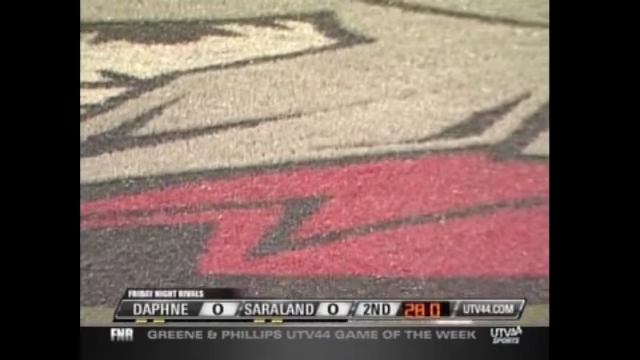 FRIDAY NIGHT RIVALS
DAPHNE 0 SARALAND 0 2ND 28.0 UTV44.COM
FNR GREENE & PHILLIPS UTV44 GAME OF THE WEEK UTV44 SPORTS